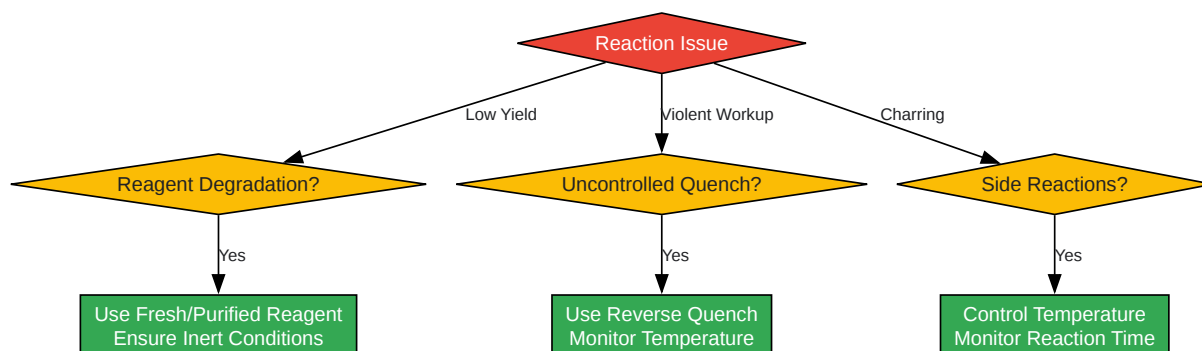 Reaction Issue
Low Yield
Violent Workup
Charring
Reagent Degradation?
Uncontrolled Quench?
Side Reactions?
Yes
Yes
Yes
Use Fresh/Purified Reagent
Ensure Inert Conditions
Use Reverse Quench
Monitor Temperature
Control Temperature
Monitor Reaction Time